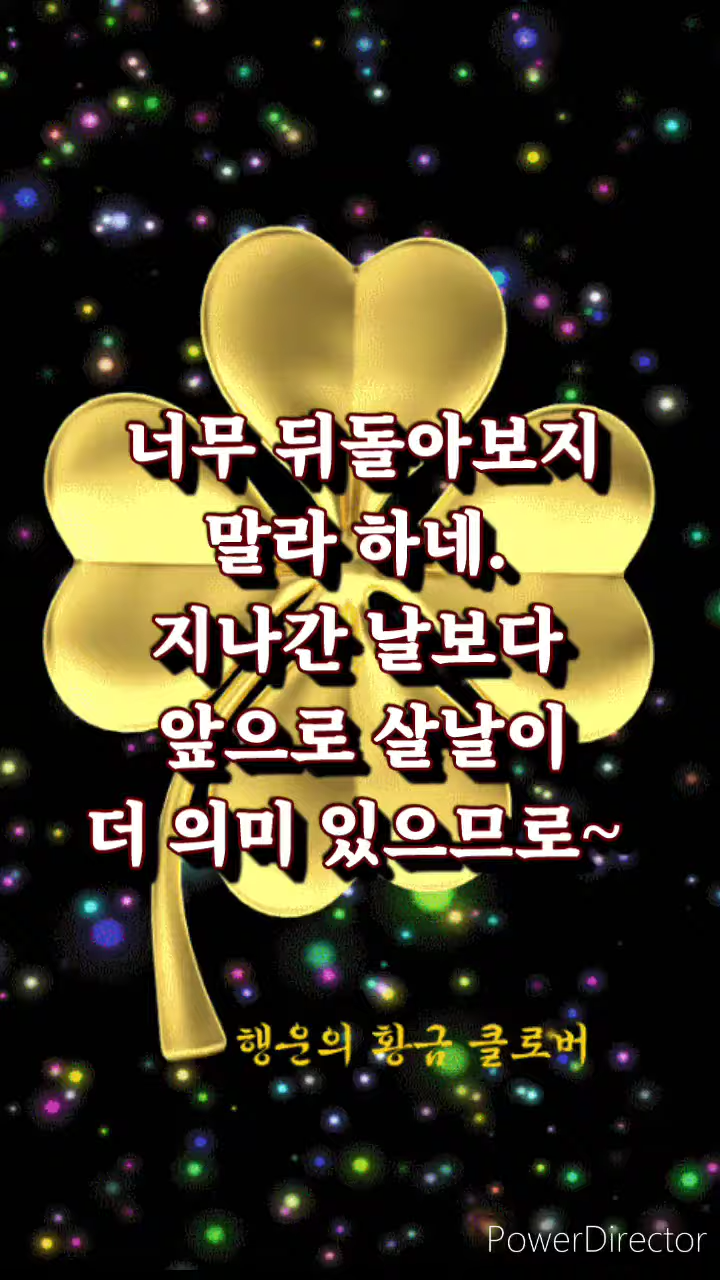 너무 뒤돌아보지
말라 하네.
지나간 날보다
앞으로 살날이
더 의미 있으므로~
행운의 황금 클로버
PowerDirector